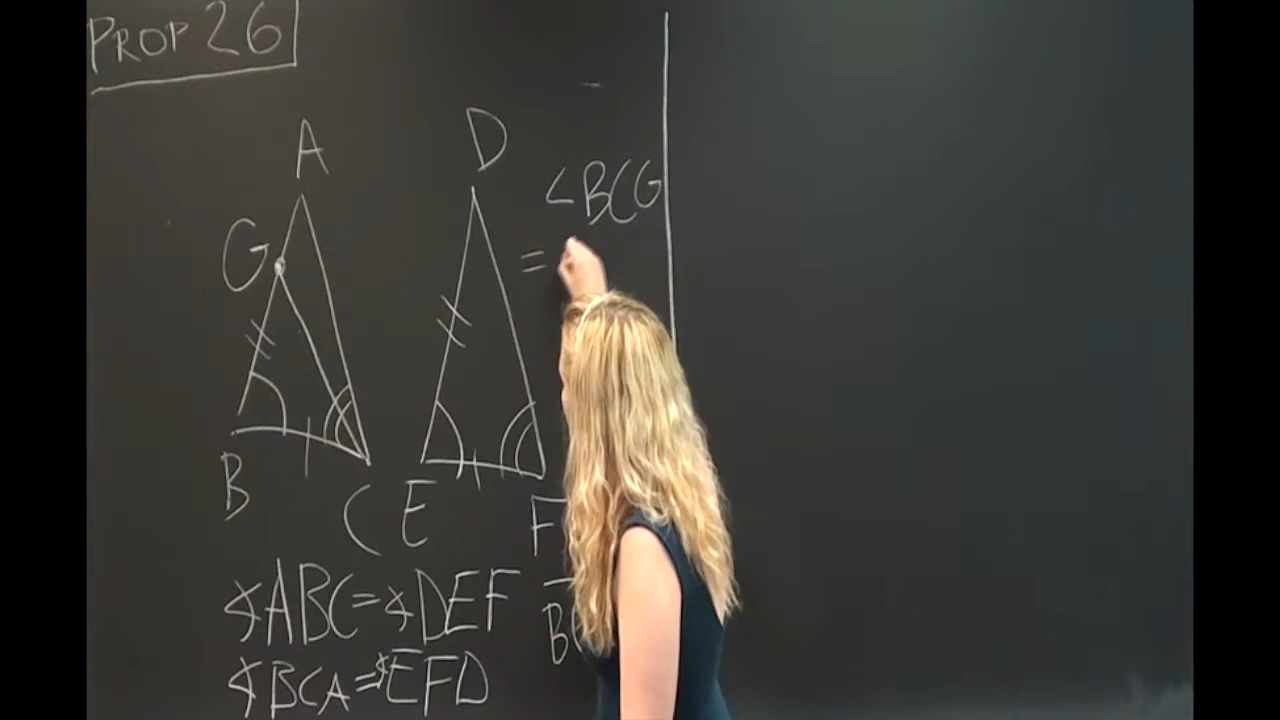 PROP 26
A
D
∠BCG
G
=
B
C
E
F
∢ABC=∢DEF
∢BCA=∢EFD